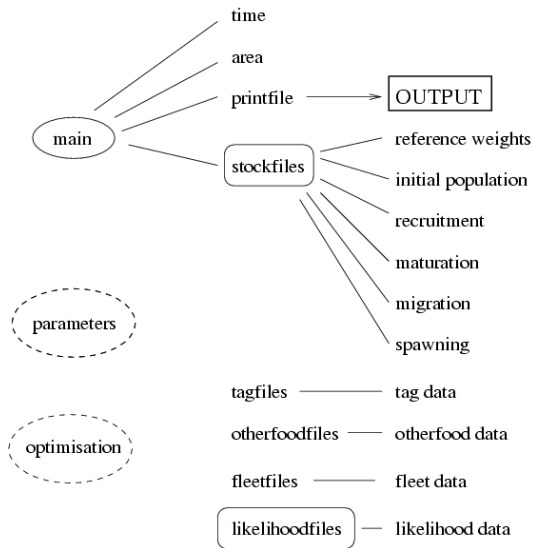 time
area
printfile
OUTPUT
main
reference weights
stockfiles
initial population
recruitment
maturation
migration
parameters
spawning
tagfiles
tag data
optimisation
otherfoodfiles
otherfood data
fleetfiles
fleet data
likelihoodfiles
likelihood data